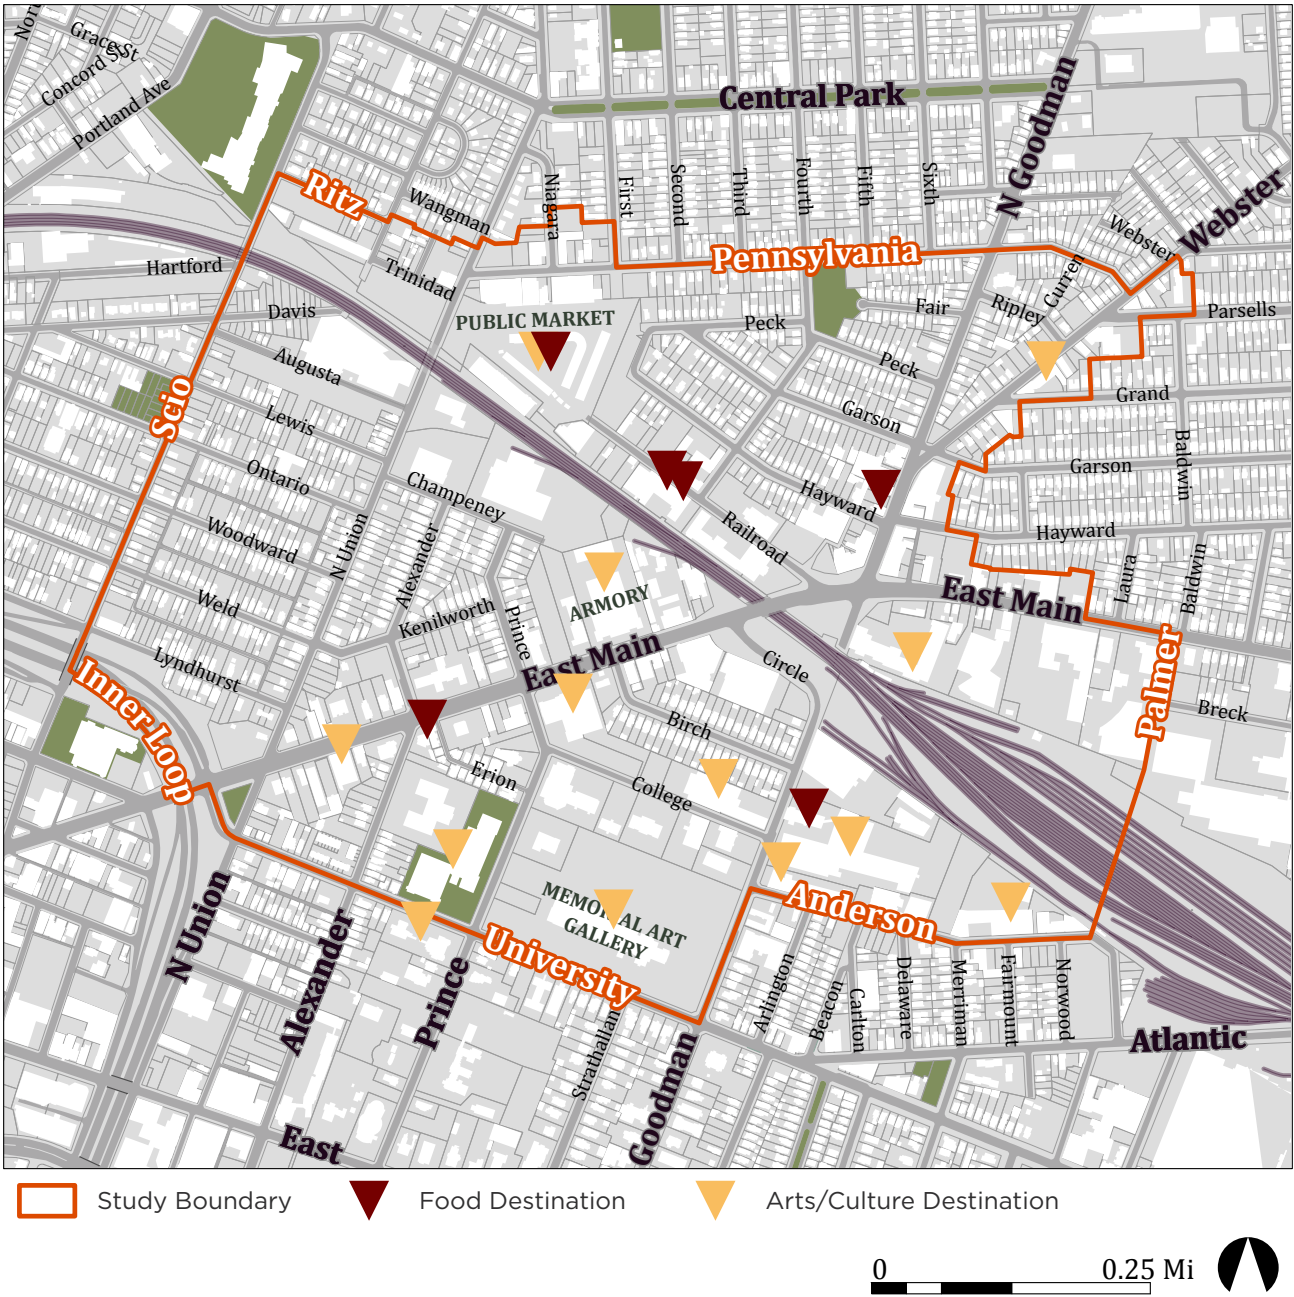 Nor
Grace St
Concord St
Portland Ave
Central Park
N Goodman
Ritz
Wangman
Niagara
First
Second
Third
Fourth
Fifth
Sixth
Webster
Webster
Pennsylvania
Hartford
Trinidad
Curren
Ripley
Fair
Parsells
Davis
PUBLIC MARKET
Peck
Peck
Augusta
Grand
Scio
Lewis
Garson
Garson
Baldwin
Ontario
Champeney
Hayward
Hayward
Woodward
N Union
Alexander
Railroad
Laura
Baldwin
ARMORY
East Main
Weld
Kenilworth
Prince
East Main
Circle
Palmer
Lyndhurst
Inner Loop
Birch
Breck
Erion
College
MEMORIAL ART
GALLERY
Anderson
N Union
Alexander
Prince
University
Strathallan
Goodman
Arlington
Beacon
Carlton
Delaware
Merriman
Fairmount
Norwood
Atlantic
East
Study Boundary
Food Destination
Arts/Culture Destination
0 0.25 Mi